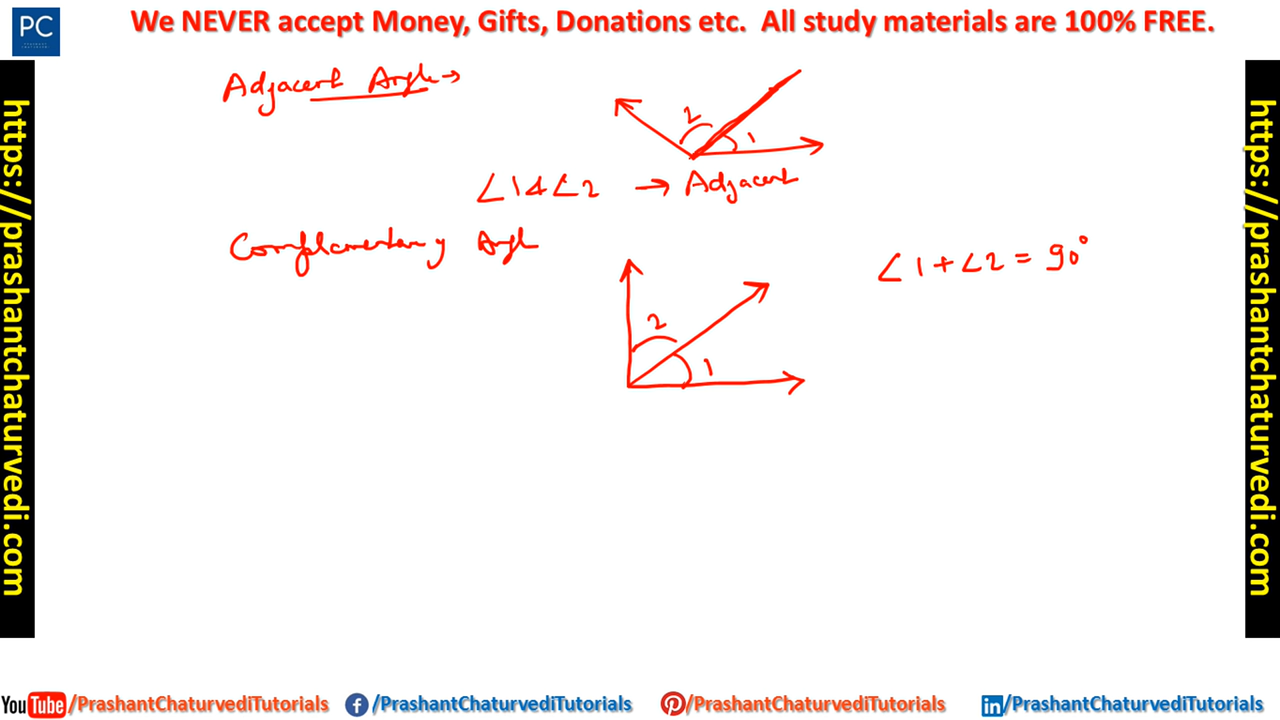 PC
We NEVER accept Money, Gifts, Donations etc. All study materials are 100% FREE.
https://prashantchaturvedi.com
Adjacent Angle →
2
1
∠1 & ∠2 → Adjacent
Complementary Angle
∠1 + ∠2 = 90°
2
1
https://prashantchaturvedi.com
YouTube /PrashantChaturvediTutorials f /PrashantChaturvediTutorials /PrashantChaturvediTutorials in /PrashantChaturvediTutorials